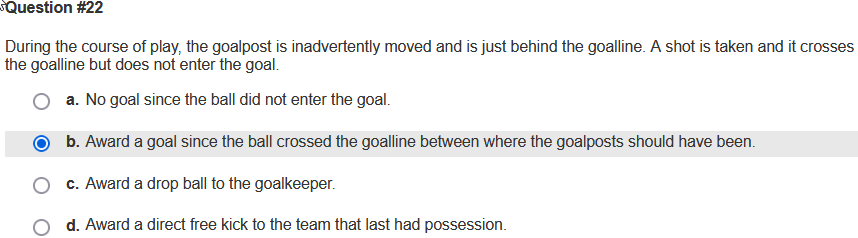 Question #22
During the course of play, the goalpost is inadvertently moved and is just behind the goalline. A shot is taken and it crosses
the goalline but does not enter the goal.
a. No goal since the ball did not enter the goal.
b. Award a goal since the ball crossed the goalline between where the goalposts should have been.
c. Award a drop ball to the goalkeeper.
d. Award a direct free kick to the team that last had possession.